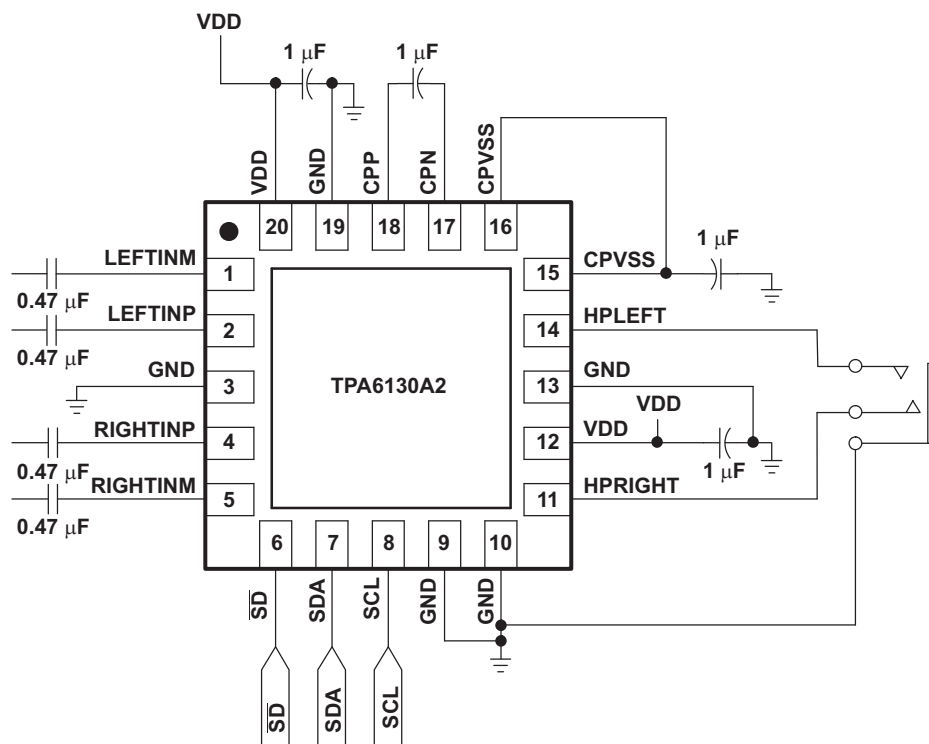 VDD
1 μF
1 μF
VDD
GND
CPP
CPN
CPVSS
20
19
18
17
16
LEFTINM
1
0.47 μF
LEFTINP
2
0.47 μF
GND
3
RIGHTINP
4
0.47 μF
RIGHTINM
5
0.47 μF
TPA6130A2
15
CPVSS
1 μF
14
HPLEFT
13
GND
VDD
12
VDD
1 μF
11
HPRIGHT
6
7
8
9
10
SD
SDA
SCL
GND
GND
SD
SDA
SCL